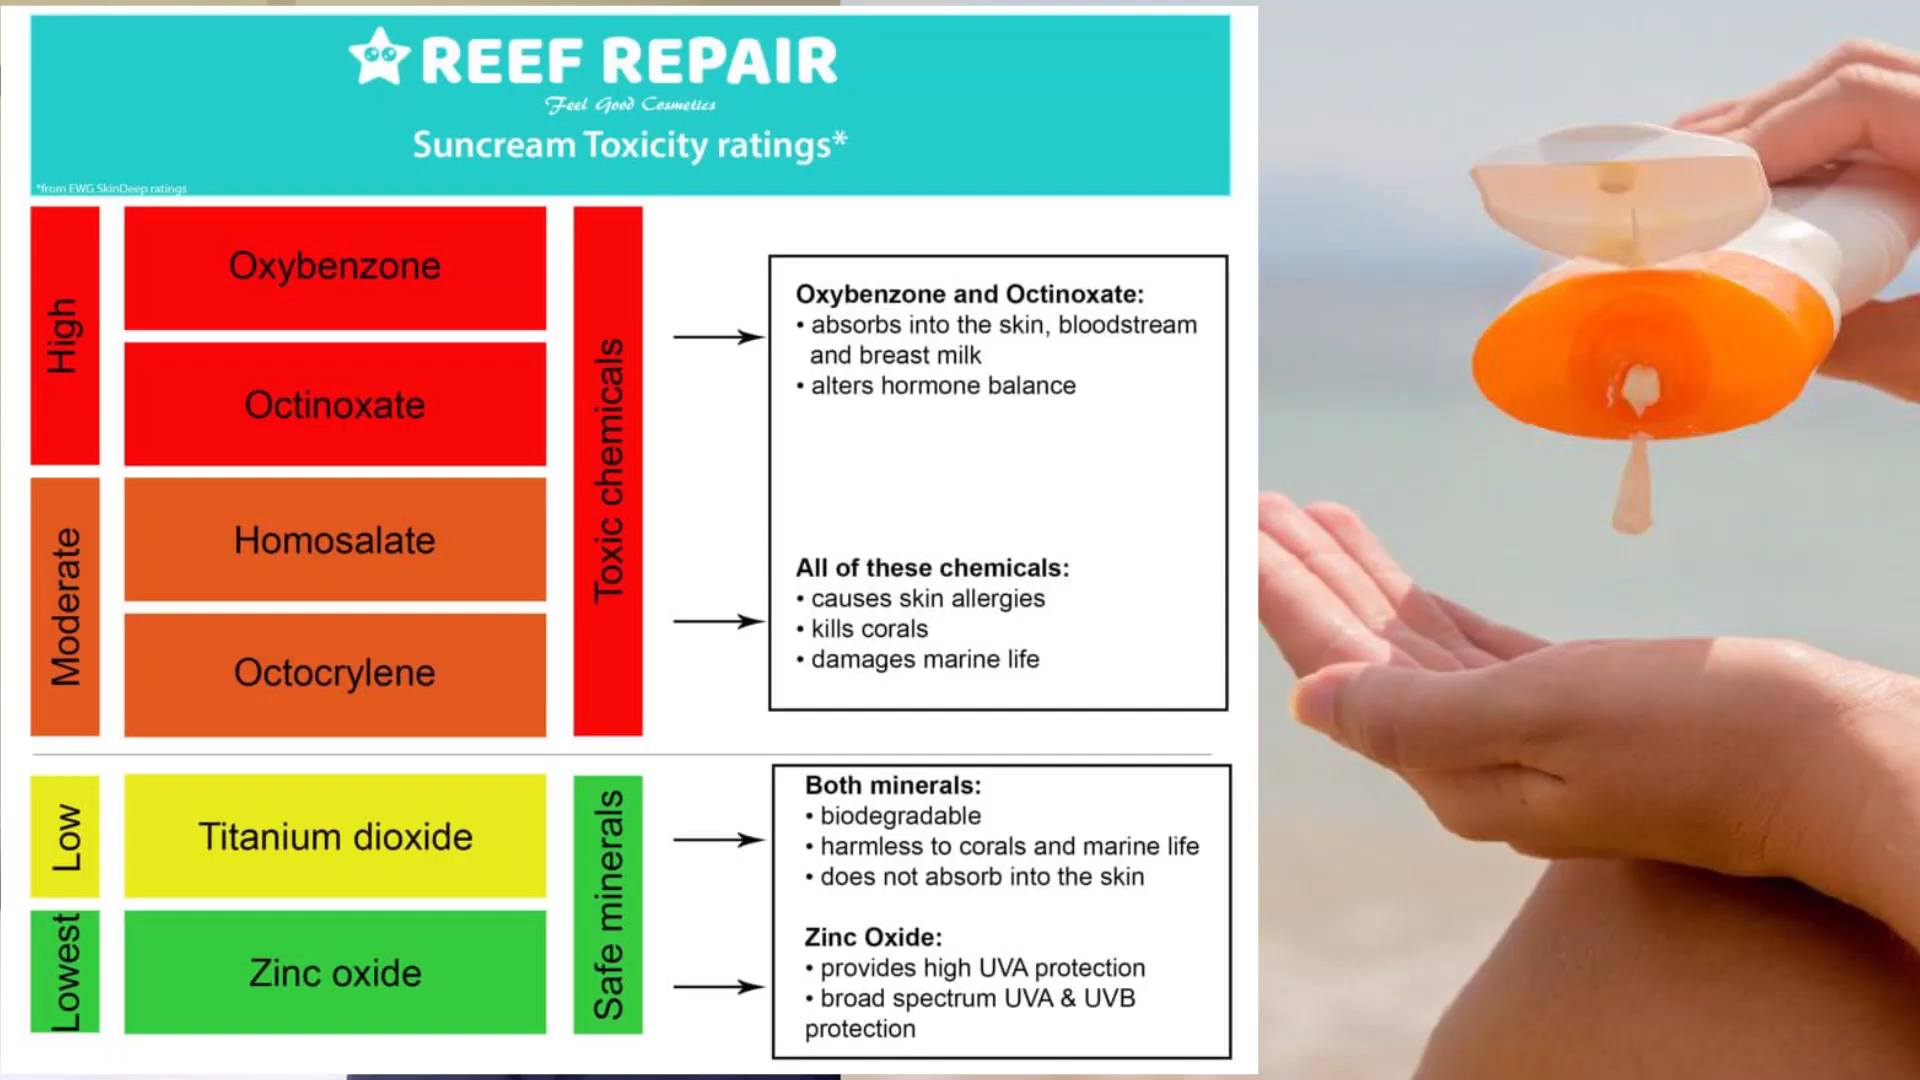 REEF REPAIR
Feel Good Cosmetics
Suncream Toxicity ratings*
*from EWG SkinDeep ratings
High
Oxybenzone
Octinoxate
Moderate
Homosalate
Octocrylene
Toxic chemicals
Oxybenzone and Octinoxate:
• absorbs into the skin, bloodstream
and breast milk
• alters hormone balance
All of these chemicals:
• causes skin allergies
• kills corals
• damages marine life
Low
Titanium dioxide
Lowest
Zinc oxide
Safe minerals
Both minerals:
• biodegradable
• harmless to corals and marine life
• does not absorb into the skin
Zinc Oxide:
• provides high UVA protection
• broad spectrum UVA & UVB
protection